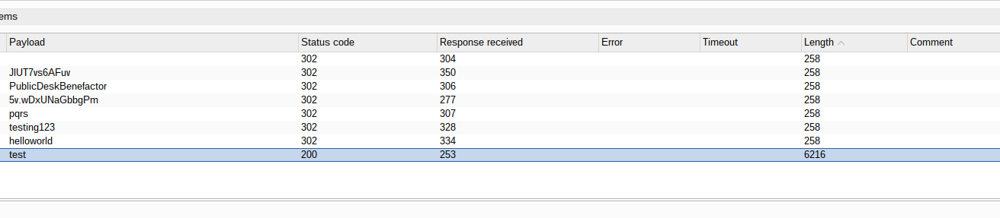 ems
Payload Status code Response received Error Timeout Length Comment
302 304 258
JlUT7vs6AFuv 302 350 258
PublicDeskBenefactor 302 306 258
5v.wDxUNaGbbgPm 302 277 258
pqrs 302 307 258
testing123 302 328 258
helloworld 302 334 258
test 200 253 6216